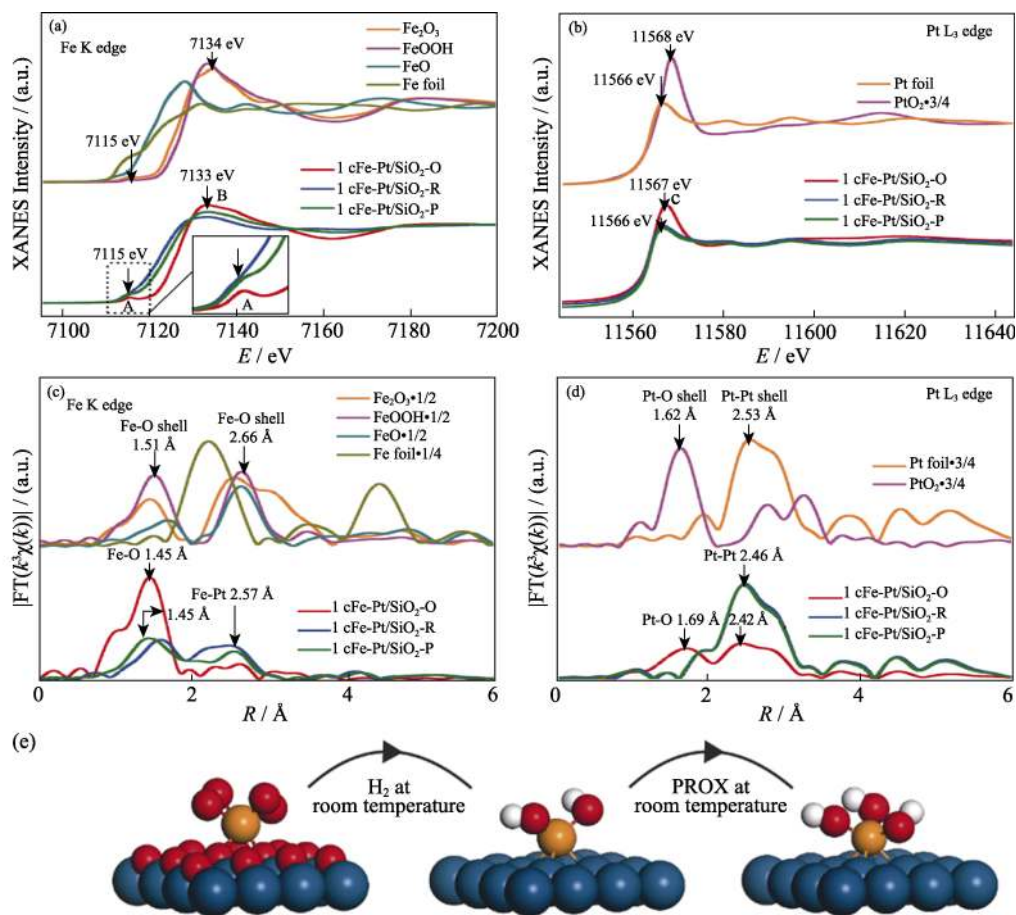 (a)
Fe K edge
7134 eV
Fe₂O₃
FeOOH
FeO
Fe foil
7115 eV
7133 eV
B
1 cFe-Pt/SiO₂-O
1 cFe-Pt/SiO₂-R
1 cFe-Pt/SiO₂-P
7115 eV
A
A
XANES Intensity / (a.u.)
7100 7120 7140 7160 7180 7200
E / eV
(b)
Pt L₃ edge
11568 eV
11566 eV
Pt foil
PtO₂•3/4
11567 eV
C
11566 eV
1 cFe-Pt/SiO₂-O
1 cFe-Pt/SiO₂-R
1 cFe-Pt/SiO₂-P
XANES Intensity / (a.u.)
11560 11580 11600 11620 11640
E / eV
(c)
Fe K edge
Fe-O shell
1.51 Å
Fe-O shell
2.66 Å
Fe₂O₃•1/2
FeOOH•1/2
FeO•1/2
Fe foil•1/4
Fe-O 1.45 Å
1.45 Å
Fe-Pt 2.57 Å
1 cFe-Pt/SiO₂-O
1 cFe-Pt/SiO₂-R
1 cFe-Pt/SiO₂-P
|FT(k³χ(k))| / (a.u.)
0 2 4 6
R / Å
(d)
Pt L₃ edge
Pt-O shell
1.62 Å
Pt-Pt shell
2.53 Å
Pt foil•3/4
PtO₂•3/4
Pt-Pt 2.46 Å
Pt-O 1.69 Å
2.42 Å
1 cFe-Pt/SiO₂-O
1 cFe-Pt/SiO₂-R
1 cFe-Pt/SiO₂-P
|FT(k³χ(k))| / (a.u.)
0 2 4 6
R / Å
(e)
H₂ at
room temperature
PROX at
room temperature